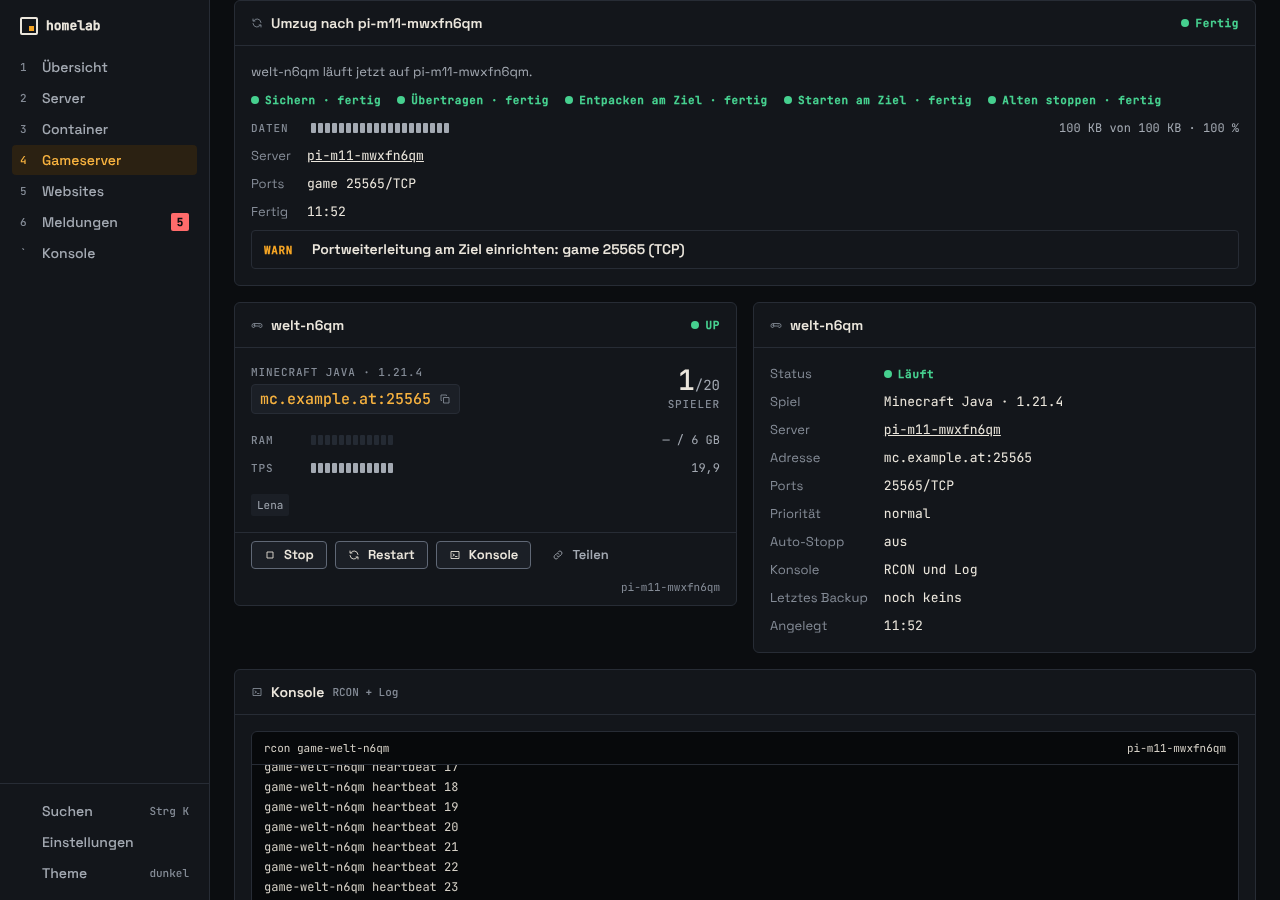 homelab
1 Übersicht
2 Server
3 Container
4 Gameserver
5 Websites
6 Meldungen 5
` Konsole
Suchen Strg K
Einstellungen
Theme dunkel
Umzug nach pi-m11-mwxfn6qm Fertig
welt-n6qm läuft jetzt auf pi-m11-mwxfn6qm.
Sichern · fertig Übertragen · fertig Entpacken am Ziel · fertig Starten am Ziel · fertig Alten stoppen · fertig
DATEN 100 KB von 100 KB · 100 %
Server pi-m11-mwxfn6qm
Ports game 25565/TCP
Fertig 11:52
WARN Portweiterleitung am Ziel einrichten: game 25565 (TCP)
welt-n6qm UP
MINECRAFT JAVA · 1.21.4
mc.example.at:25565
1/20
SPIELER
RAM — / 6 GB
TPS 19,9
Lena
Stop Restart Konsole Teilen
pi-m11-mwxfn6qm
welt-n6qm
Status Läuft
Spiel Minecraft Java · 1.21.4
Server pi-m11-mwxfn6qm
Adresse mc.example.at:25565
Ports 25565/TCP
Priorität normal
Auto-Stopp aus
Konsole RCON und Log
Letztes Backup noch keins
Angelegt 11:52
Konsole RCON + Log
rcon game-welt-n6qm pi-m11-mwxfn6qm
game-welt-n6qm heartbeat 17
game-welt-n6qm heartbeat 18
game-welt-n6qm heartbeat 19
game-welt-n6qm heartbeat 20
game-welt-n6qm heartbeat 21
game-welt-n6qm heartbeat 22
game-welt-n6qm heartbeat 23